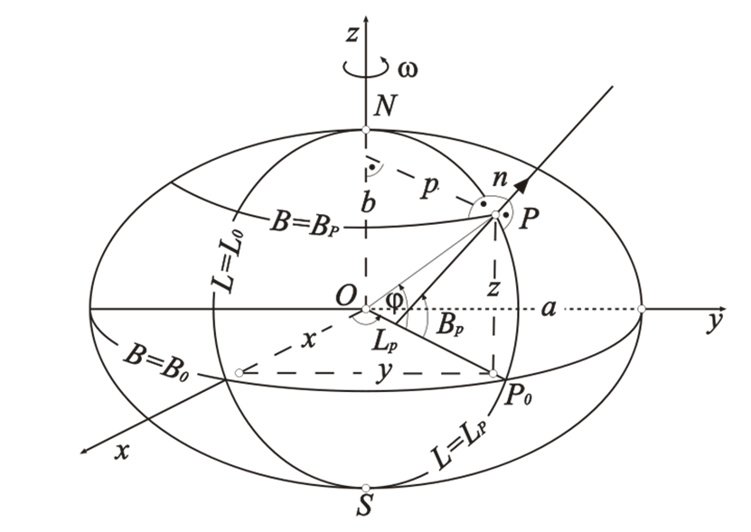 z
ω
N
n
p
b
B=B_P
P
L=L_0
O
φ
z
a
y
x
L_p
B_p
B=B_0
y
P_0
x
L=L_P
S